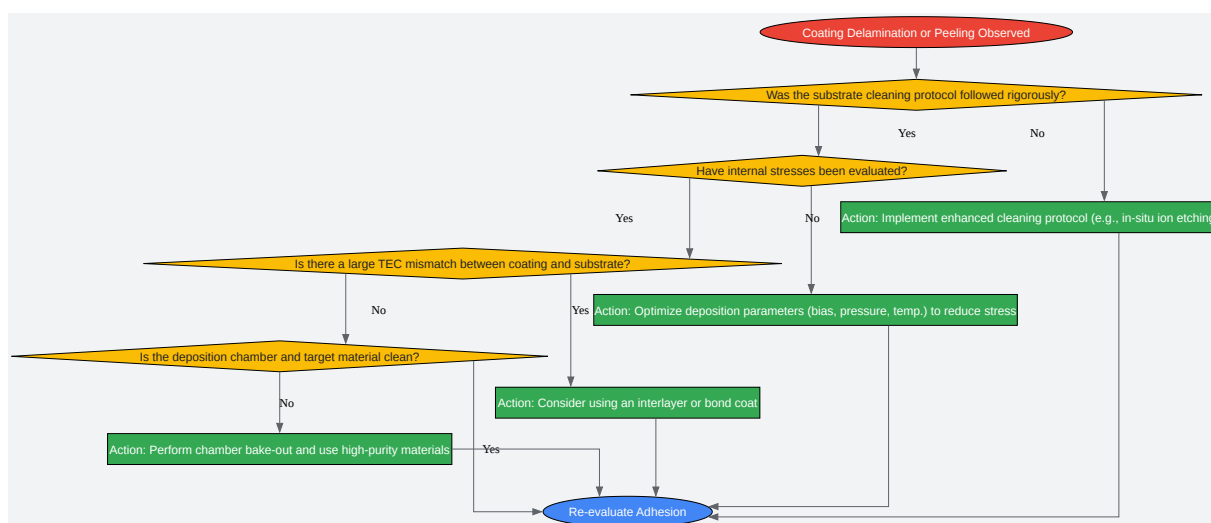 Coating Delamination or Peeling Observed
Was the substrate cleaning protocol followed rigorously?
Yes
No
Have internal stresses been evaluated?
Yes
No
Action: Implement enhanced cleaning protocol (e.g., in-situ ion etching
Is there a large TEC mismatch between coating and substrate?
No
Yes
Action: Optimize deposition parameters (bias, pressure, temp.) to reduce stress
Is the deposition chamber and target material clean?
No
Action: Consider using an interlayer or bond coat
Action: Perform chamber bake-out and use high-purity materials
Yes
Re-evaluate Adhesion